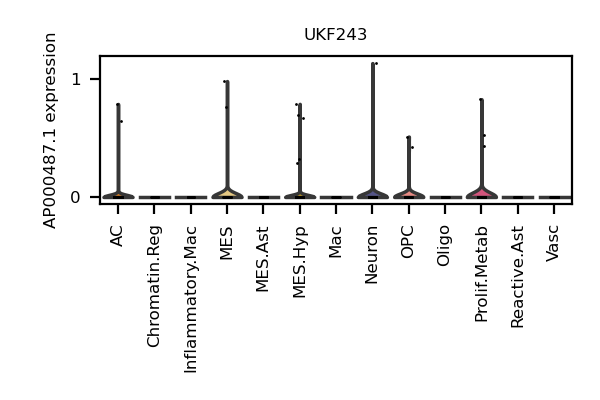 UKF243
AP000487.1 expression
1
0
AC
Chromatin.Reg
Inflammatory.Mac
MES
MES.Ast
MES.Hyp
Mac
Neuron
OPC
Oligo
Prolif.Metab
Reactive.Ast
Vasc